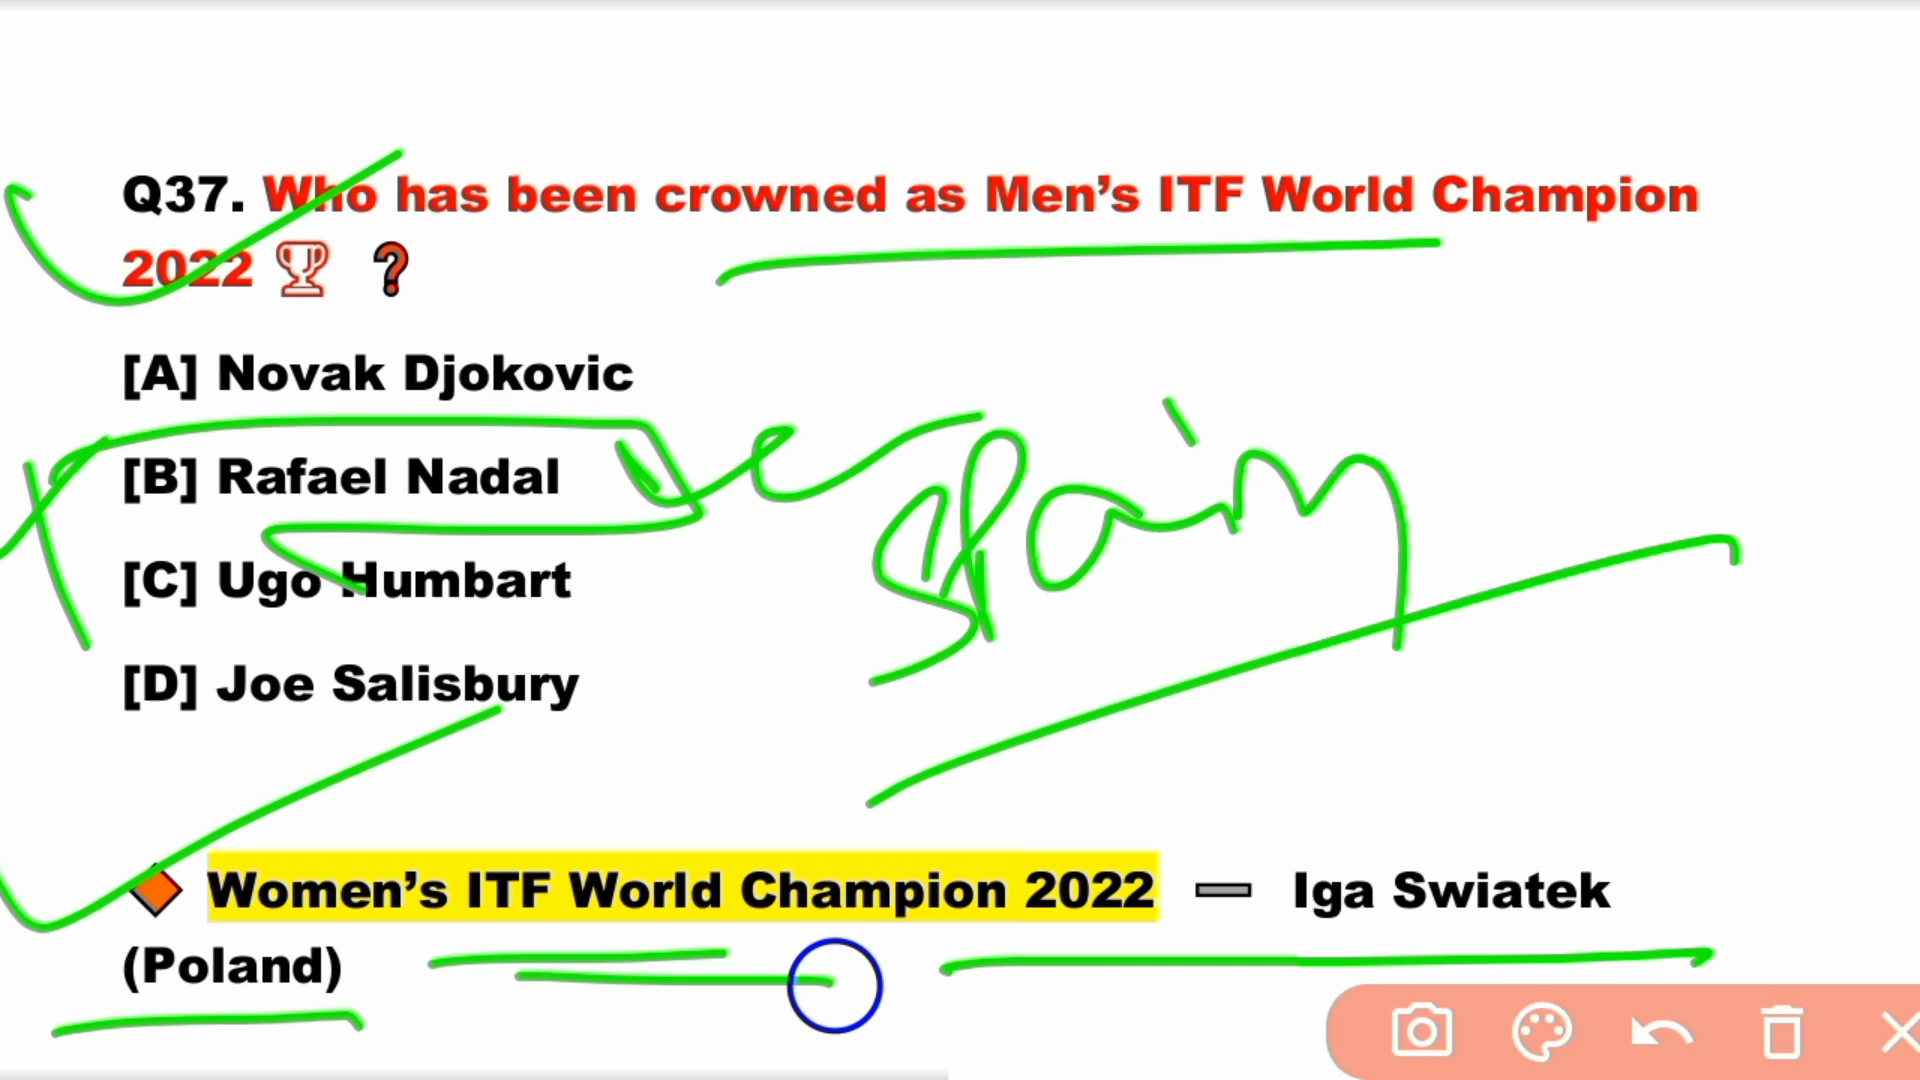 Q37. Who has been crowned as Men’s ITF World Champion
2022 🏆 ❓
[A] Novak Djokovic
[B] Rafael Nadal
Spain
[C] Ugo Humbart
[D] Joe Salisbury
🔶 Women’s ITF World Champion 2022 ➖ Iga Swiatek
(Poland)